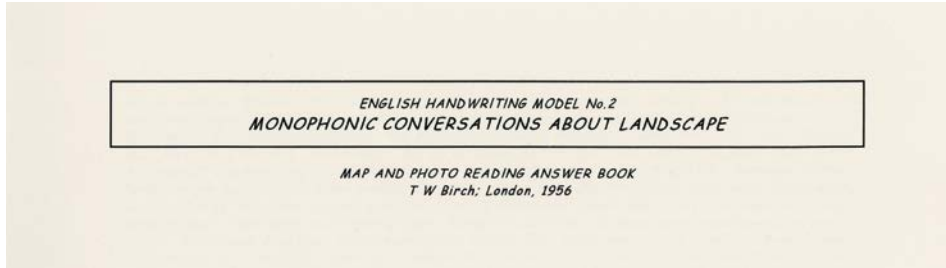 ENGLISH HANDWRITING MODEL No.2
MONOPHONIC CONVERSATIONS ABOUT LANDSCAPE
MAP AND PHOTO READING ANSWER BOOK
T W Birch; London, 1956